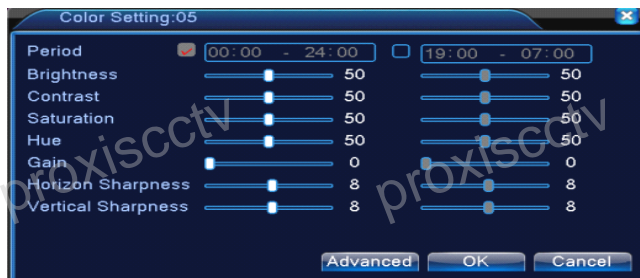 Color Setting:05
Period 00:00 - 24:00 19:00 - 07:00
Brightness 50 50
Contrast 50 50
Saturation 50 50
Hue 50 50
Gain 0 0
Horizon Sharpness 8 8
Vertical Sharpness 8 8
Advanced OK Cancel
proxiscctv
proxiscctv